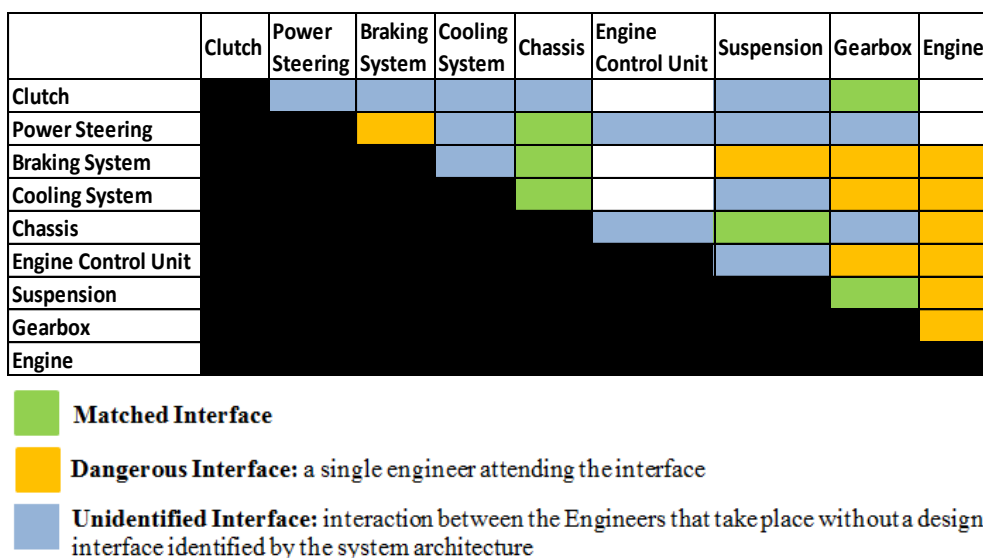 Clutch Power Steering Braking System Cooling System Chassis Engine Control Unit Suspension Gearbox Engine
Clutch
Power Steering
Braking System
Cooling System
Chassis
Engine Control Unit
Suspension
Gearbox
Engine
Matched Interface
Dangerous Interface: a single engineer attending the interface
Unidentified Interface: interaction between the Engineers that take place without a design
interface identified by the system architecture